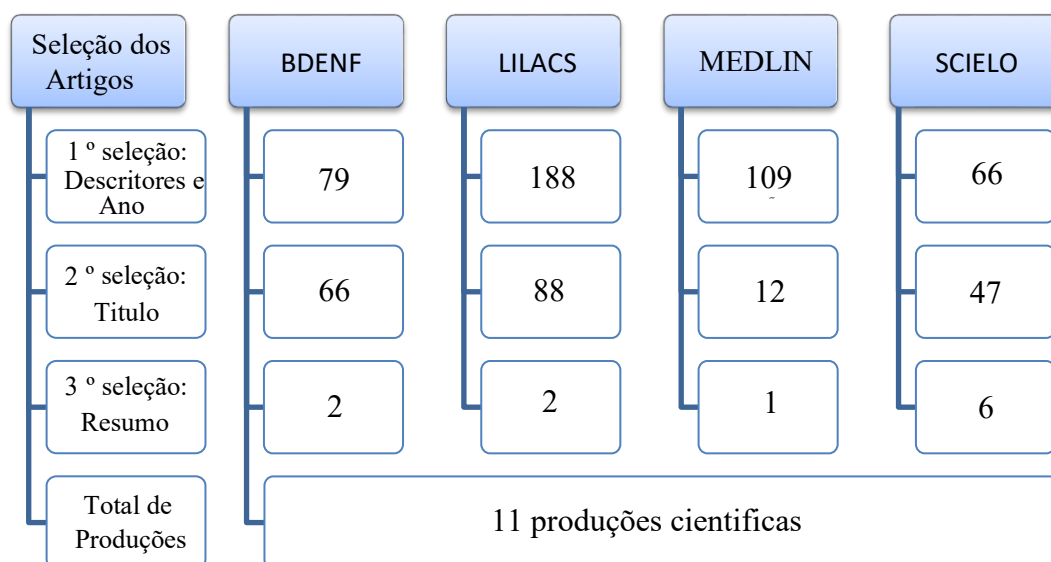 Seleção dos
Artigos
BDENF
LILACS
MEDLIN
SCIELO
1 º seleção:
Descritores e
Ano
79
188
109
66
2 º seleção:
Titulo
66
88
12
47
3 º seleção:
Resumo
2
2
1
6
Total de
Produções
11 produções cientificas